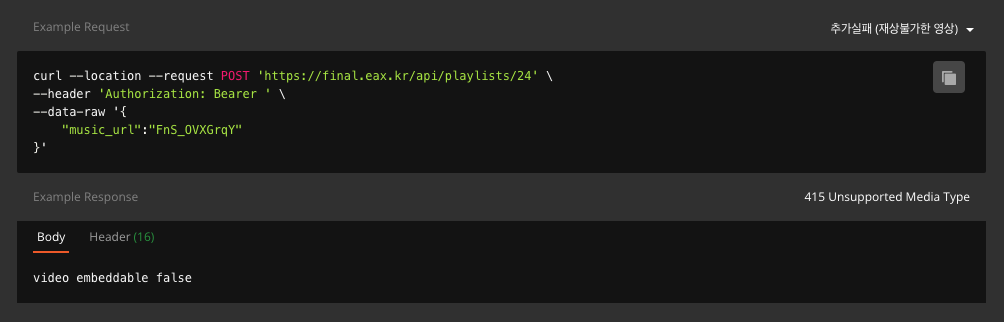 Example Request
추가실패 (재상불가한 영상)
curl --location --request POST 'https://final.eax.kr/api/playlists/24' \
--header 'Authorization: Bearer ' \
--data-raw '{
    "music_url":"FnS_OVXGrqY"
}'
Example Response
415 Unsupported Media Type
Body
Header (16)
video embeddable false